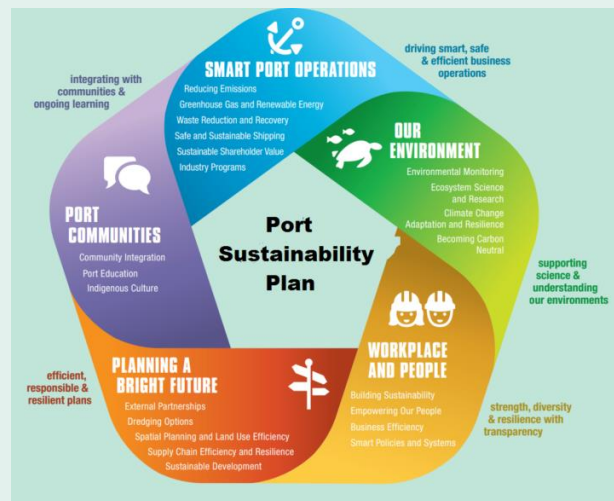 SMART PORT OPERATIONS
Reducing Emissions
Greenhouse Gas and Renewable Energy
Waste Reduction and Recovery
Safe and Sustainable Shipping
Sustainable Shareholder Value
Industry Programs
driving smart, safe
& efficient business
operations
OUR
ENVIRONMENT
Environmental Monitoring
Ecosystem Science
and Research
Climate Change
Adaptation and Resilience
Becoming Carbon
Neutral
supporting
science &
understanding
our environments
WORKPLACE
AND PEOPLE
Building Sustainability
Empowering Our People
Business Efficiency
Smart Policies and Systems
strength, diversity
& resilience with
transparency
PLANNING A
BRIGHT FUTURE
External Partnerships
Dredging Options
Spatial Planning and Land Use Efficiency
Supply Chain Efficiency and Resilience
Sustainable Development
efficient,
responsible &
resilient plans
PORT
COMMUNITIES
Community Integration
Port Education
Indigenous Culture
integrating with
communities &
ongoing learning
Port
Sustainability
Plan